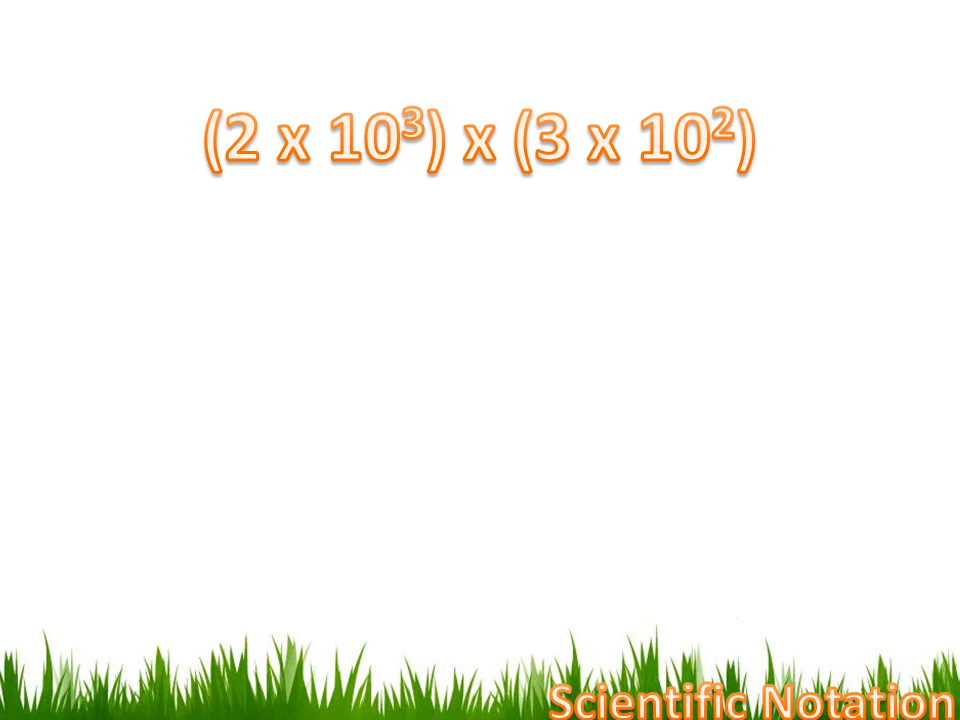 (2 x 10³) x (3 x 10²)
Scientific Notation